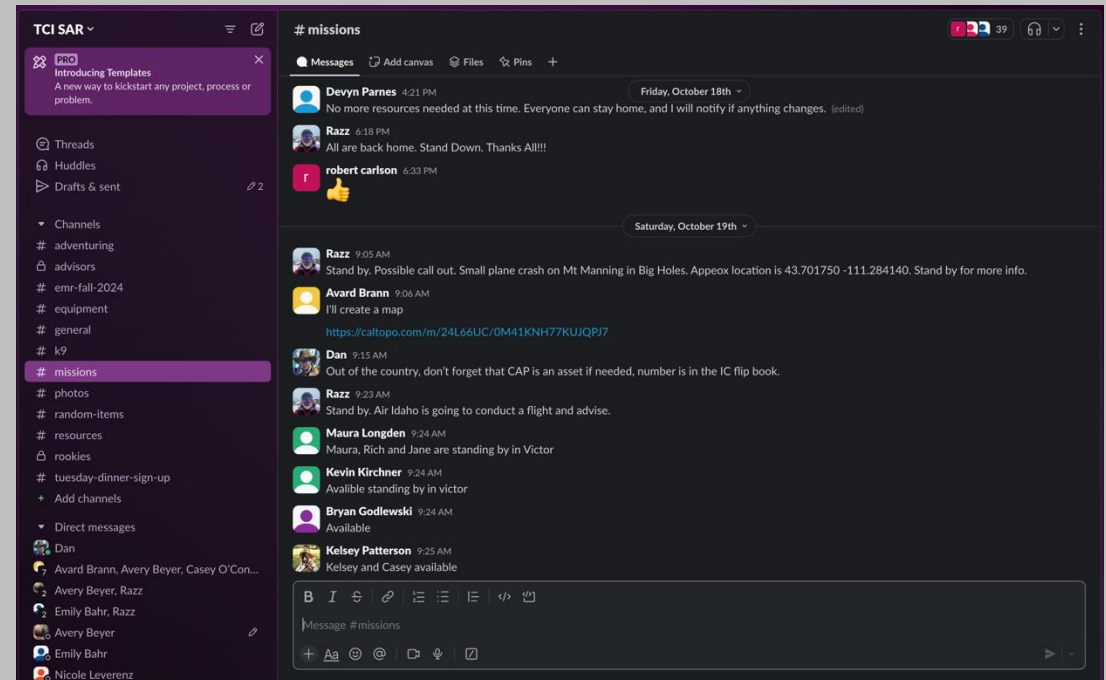 TCI SAR
PRO
Introducing Templates
A new way to kickstart any project, process or
problem.
Threads
Huddles
Drafts & sent
2
Channels
# adventuring
advisors
# emr-fall-2024
# equipment
# general
# k9
# missions
# photos
# random-items
# resources
rookies
# tuesday-dinner-sign-up
+ Add channels
Direct messages
Dan
7 Avard Brann, Avery Beyer, Casey O'Con...
2 Avery Beyer, Razz
2 Emily Bahr, Razz
Avery Beyer
Emily Bahr
Nicole Leverenz
# missions
r
39
Messages
Add canvas
Files
Pins
+
Friday, October 18th
Devyn Parnes 4:21 PM
No more resources needed at this time. Everyone can stay home, and I will notify if anything changes. (edited)
Razz 6:18 PM
All are back home. Stand Down. Thanks All!!!
r
robert carlson 6:33 PM
👍
Saturday, October 19th
Razz 9:05 AM
Stand by. Possible call out. Small plane crash on Mt Manning in Big Holes. Appeox location is 43.701750 -111.284140. Stand by for more info.
Avard Brann 9:06 AM
I'll create a map
https://caltopo.com/m/24L66UC/0M41KNH77KUJQPJ7
Dan 9:15 AM
Out of the country, don't forget that CAP is an asset if needed, number is in the IC flip book.
Razz 9:23 AM
Stand by. Air Idaho is going to conduct a flight and advise.
Maura Longden 9:24 AM
Maura, Rich and Jane are standing by in Victor
Kevin Kirchner 9:24 AM
Avalible standing by in victor
Bryan Godlewski 9:24 AM
Available
Kelsey Patterson 9:25 AM
Kelsey and Casey available
B I S
Message #missions
+ Aa @